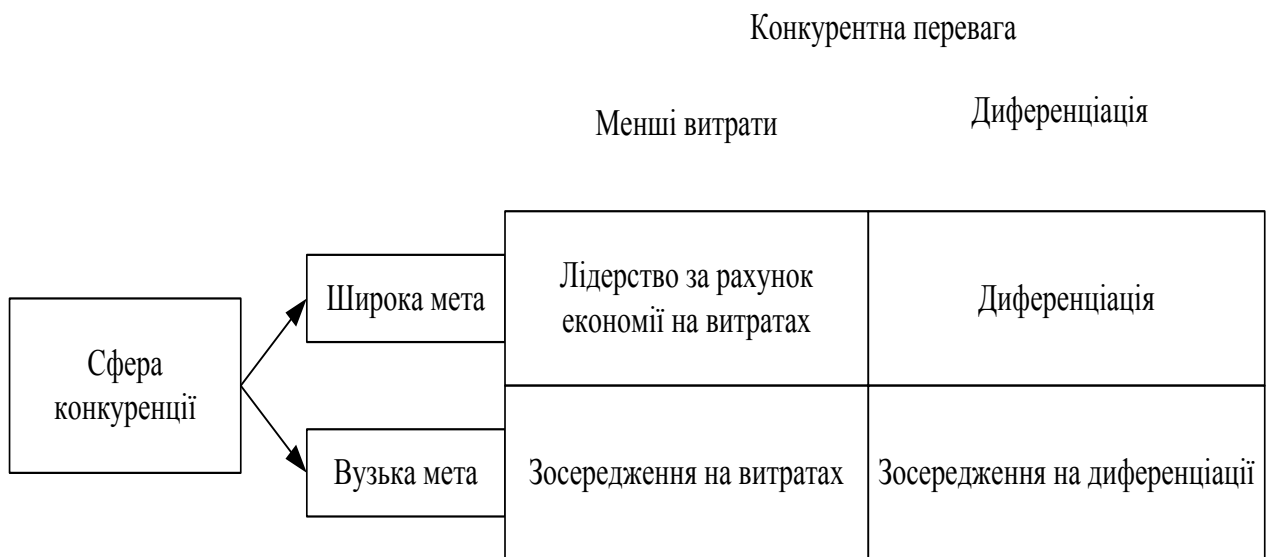 Конкурентна перевага
Менші витрати
Диференціація
Широка мета
Лідерство за рахунок
економії на витратах
Диференціація
Сфера
конкуренції
Вузька мета
Зосередження на витратах
Зосередження на диференціації